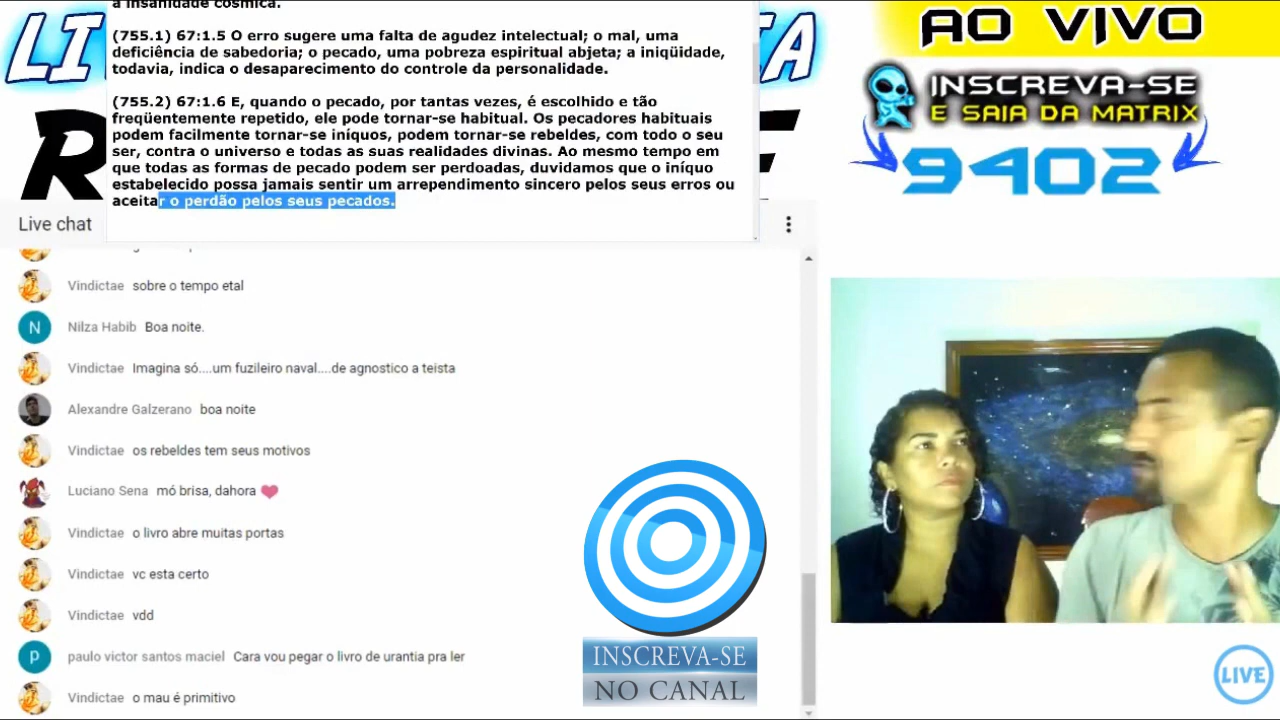 a insanidade cósmica.
(755.1) 67:1.5 O erro sugere uma falta de agudez intelectual; o mal, uma
deficiência de sabedoria; o pecado, uma pobreza espiritual abjeta; a iniqüidade,
todavia, indica o desaparecimento do controle da personalidade.
(755.2) 67:1.6 E, quando o pecado, por tantas vezes, é escolhido e tão
freqüentemente repetido, ele pode tornar-se habitual. Os pecadores habituais
podem facilmente tornar-se iníquos, podem tornar-se rebeldes, com todo o seu
ser, contra o universo e todas as suas realidades divinas. Ao mesmo tempo em
que todas as formas de pecado podem ser perdoadas, duvidamos que o iníquo
estabelecido possa jamais sentir um arrependimento sincero pelos seus erros ou
aceitar o perdão pelos seus pecados.
LI
IA
R
AO VIVO
INSCREVA-SE
E SAIA DA MATRIX
9402
Live chat
Vindictae sobre o tempo etal
N Nilza Habib Boa noite.
Vindictae Imagina só....um fuzileiro naval....de agnostico a teísta
Alexandre Galzerano boa noite
Vindictae os rebeldes tem seus motivos
Luciano Sena mó brisa, dahora
Vindictae o livro abre muitas portas
Vindictae vc esta certo
Vindictae vdd
p paulo victor santos maciel Cara vou pegar o livro de urantia pra ler
Vindictae o mau é primitivo
INSCREVA-SE
NO CANAL
LIVE